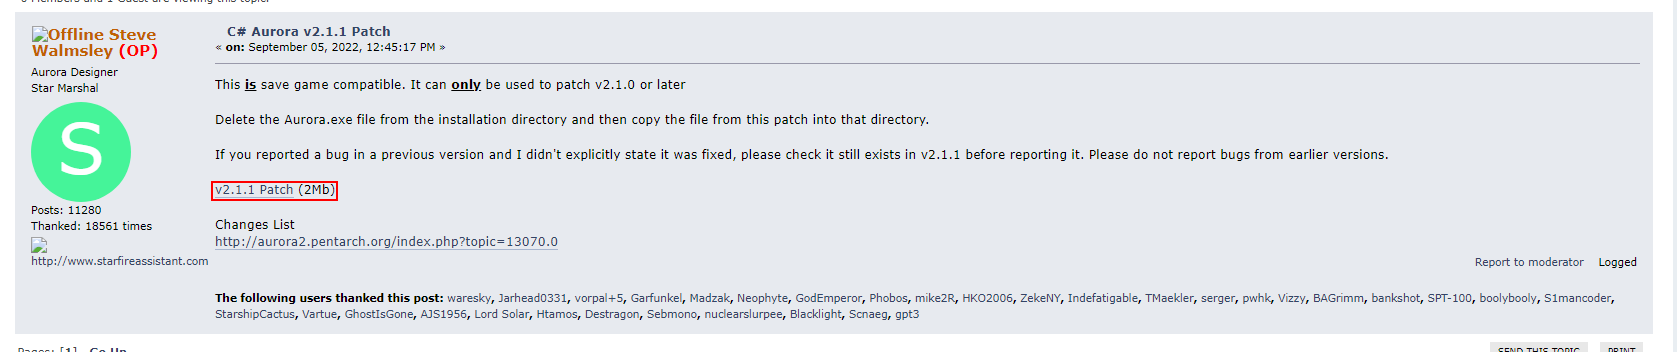 0 Members and 1 Guest are viewing this topic.
Offline Steve Walmsley (OP)
Aurora Designer
Star Marshal
S
Posts: 11280
Thanked: 18561 times
http://www.starfireassistant.com
C# Aurora v2.1.1 Patch
« on: September 05, 2022, 12:45:17 PM »
This is save game compatible. It can only be used to patch v2.1.0 or later
Delete the Aurora.exe file from the installation directory and then copy the file from this patch into that directory.
If you reported a bug in a previous version and I didn't explicitly state it was fixed, please check it still exists in v2.1.1 before reporting it. Please do not report bugs from earlier versions.
v2.1.1 Patch (2Mb)
Changes List
http://aurora2.pentarch.org/index.php?topic=13070.0
Report to moderator Logged
The following users thanked this post: waresky, Jarhead0331, vorpal+5, Garfunkel, Madzak, Neophyte, GodEmperor, Phobos, mike2R, HKO2006, ZekeNY, Indefatigable, TMaekler, serger, pwhk, Vizzy, BAGrimm, bankshot, SPT-100, boolybooly, S1mancoder,
StarshipCactus, Vartue, GhostIsGone, AJS1956, Lord Solar, Htamos, Destragon, Sebmono, nuclearslurpee, Blacklight, Scnaeg, gpt3
Pages: [1] Go Up
SEND THIS TOPIC PRINT